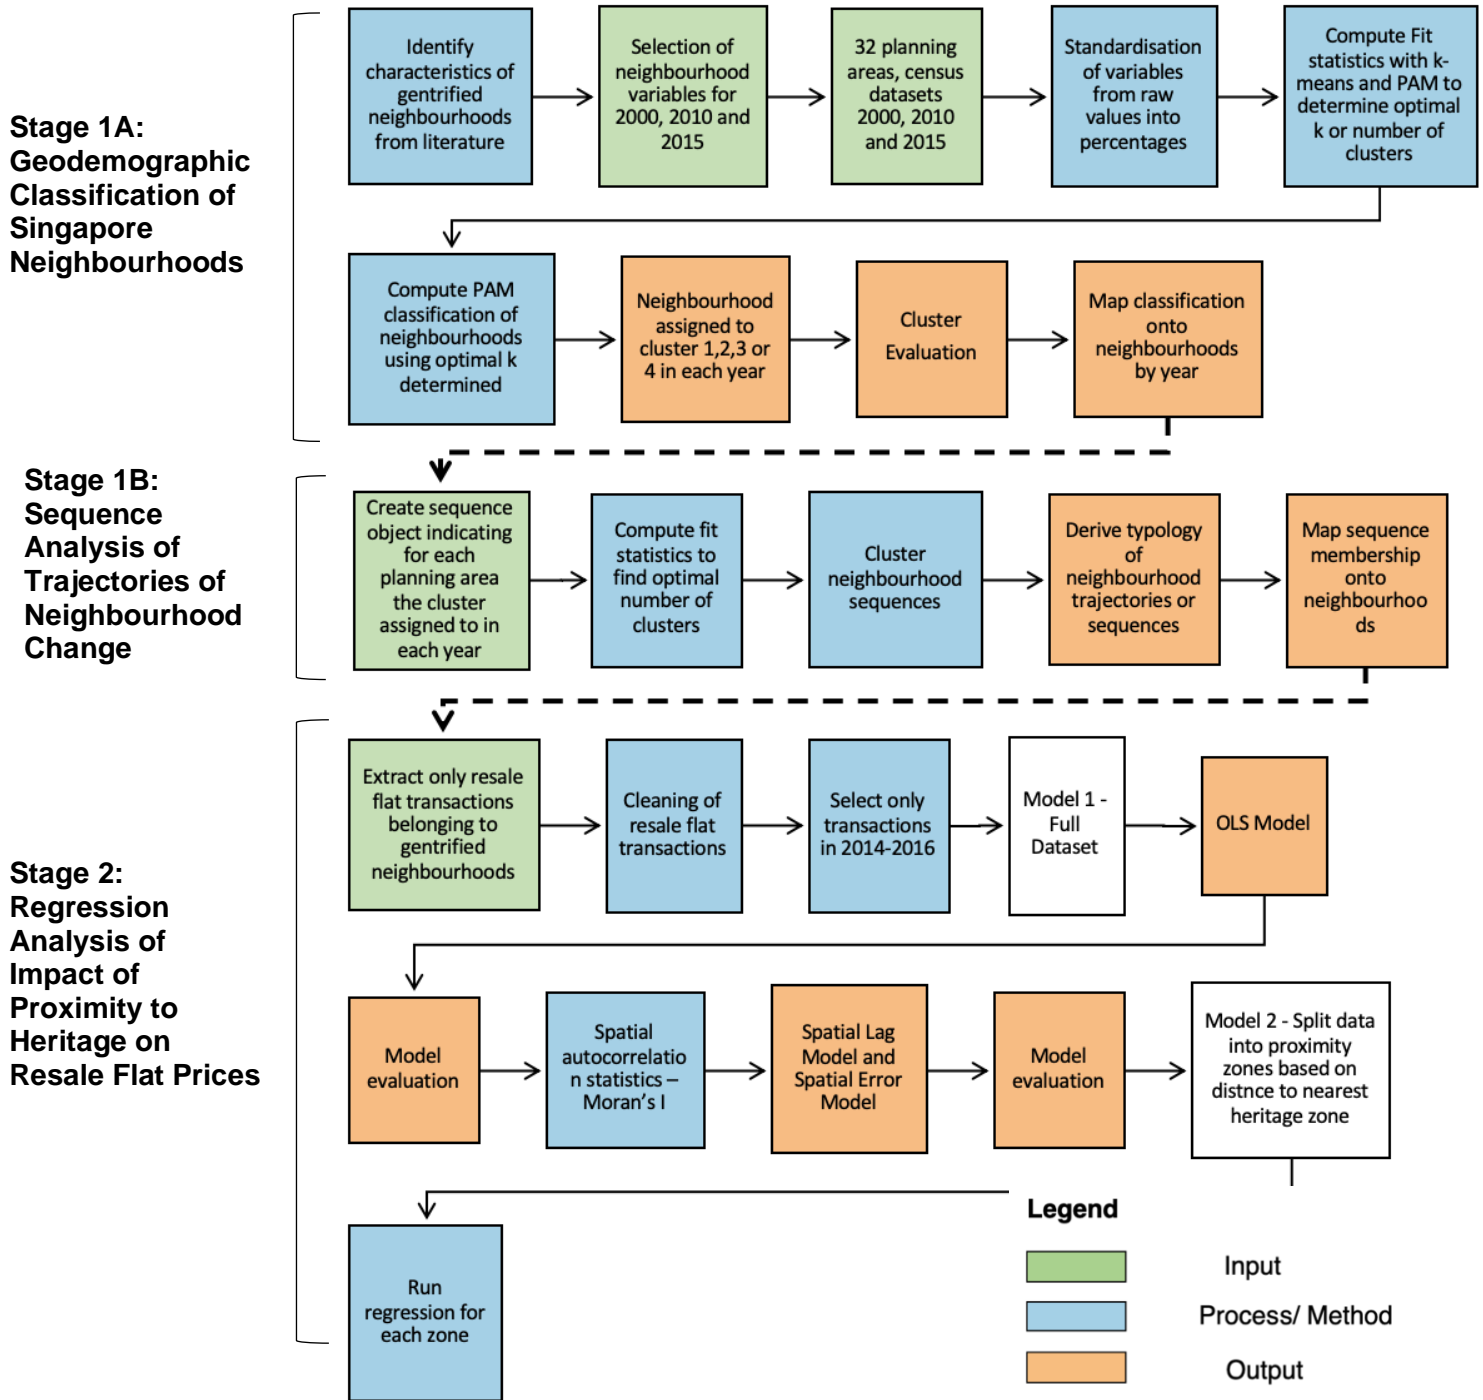 Stage 1A:
Geodemographic
Classification of
Singapore
Neighbourhoods
Identify
characteristics of
gentrified
neighbourhoods
from literature
Selection of
neighbourhood
variables for
2000, 2010 and
2015
32 planning
areas, census
datasets
2000, 2010
and 2015
Standardisation
of variables
from raw
values into
percentages
Compute Fit
statistics with k-
means and PAM to
determine optimal
k or number of
clusters
Compute PAM
classification of
neighbourhoods
using optimal k
determined
Neighbourhood
assigned to
cluster 1,2,3 or
4 in each year
Cluster
Evaluation
Map classification
onto
neighbourhoods
by year
Stage 1B:
Sequence
Analysis of
Trajectories of
Neighbourhood
Change
Create sequence
object indicating
for each
planning area
the cluster
assigned to in
each year
Compute fit
statistics to
find optimal
number of
clusters
Cluster
neighbourhood
sequences
Derive typology
of
neighbourhood
trajectories or
sequences
Map sequence
membership
onto
neighbourhoo
ds
Stage 2:
Regression
Analysis of
Impact of
Proximity to
Heritage on
Resale Flat Prices
Extract only resale
flat transactions
belonging to
gentrified
neighbourhoods
Cleaning of
resale flat
transactions
Select only
transactions
in 2014-2016
Model 1 -
Full
Dataset
OLS Model
Model
evaluation
Spatial
autocorrelatio
n statistics –
Moran's I
Spatial Lag
Model and
Spatial Error
Model
Model
evaluation
Model 2 - Split data
into proximity
zones based on
distnce to nearest
heritage zone
Run
regression for
each zone
Legend
Input
Process/ Method
Output